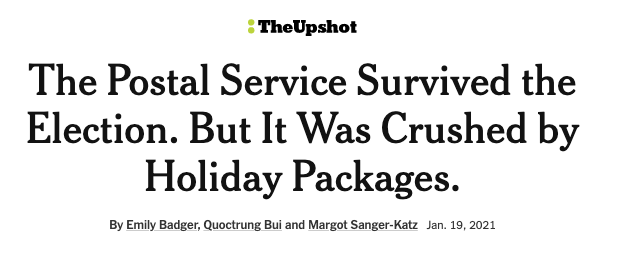 TheUpshot
The Postal Service Survived the
Election. But It Was Crushed by
Holiday Packages.
By Emily Badger, Quoctrung Bui and Margot Sanger-Katz Jan. 19, 2021